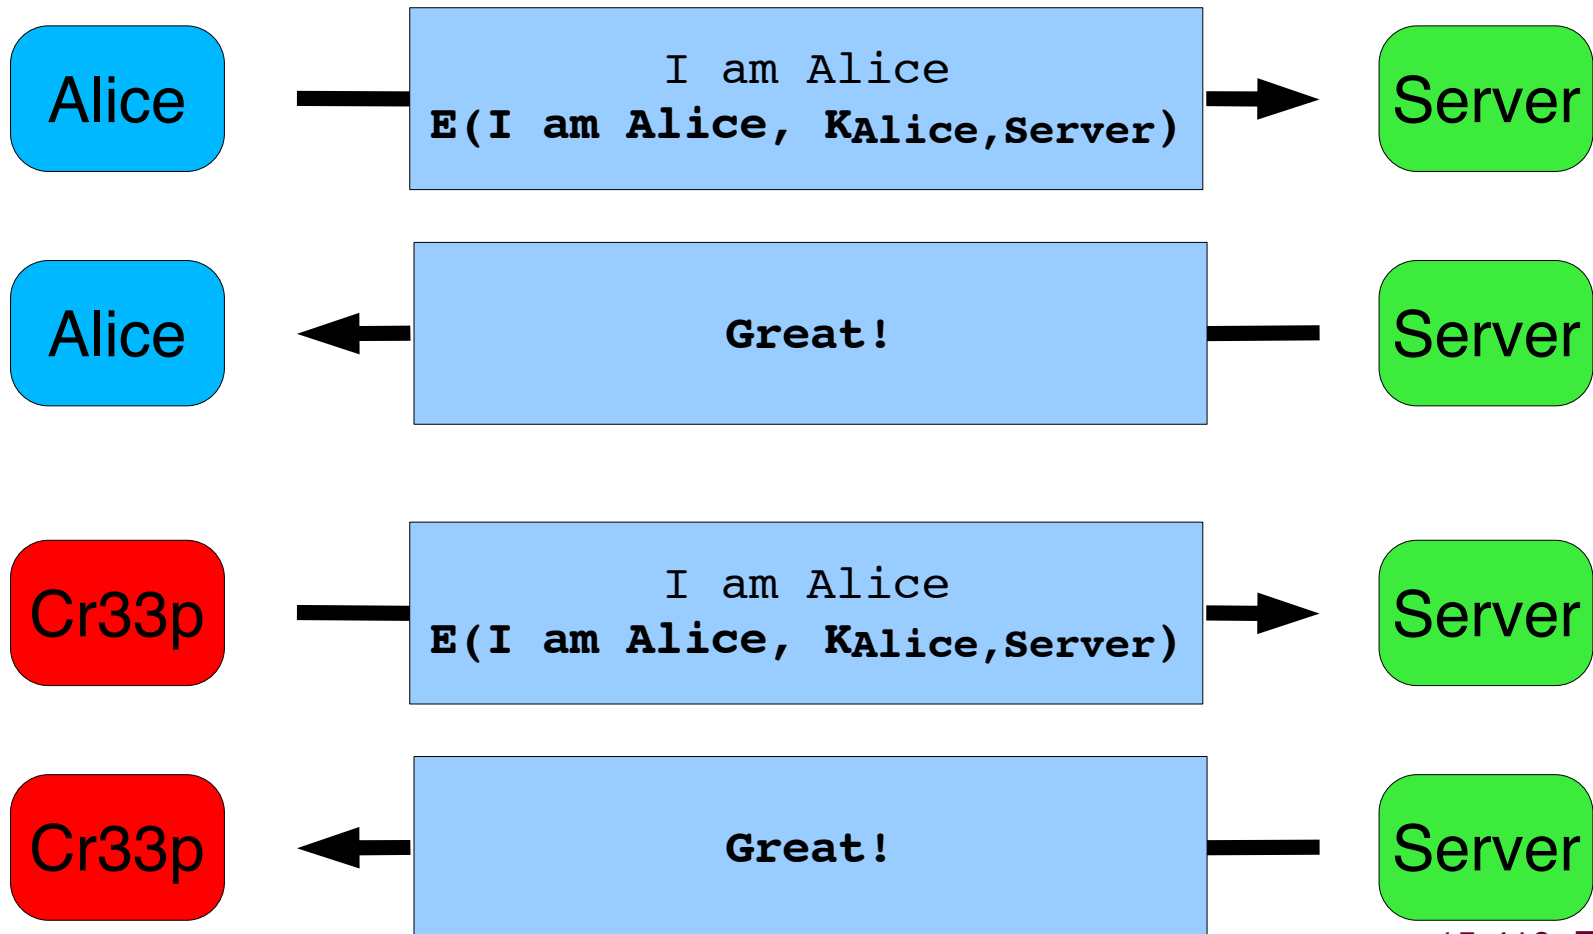 Alice
I am Alice
E(I am Alice, KAlice,Server)
Server
Alice
Great!
Server
Cr33p
I am Alice
E(I am Alice, KAlice,Server)
Server
Cr33p
Great!
Server